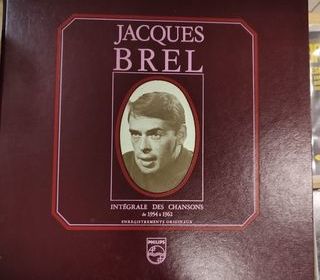 JACQUES
BREL
INTÉGRALE DES CHANSONS
de 1954 à 1962
ENREGISTREMENTS ORIGINAUX
PHILIPS